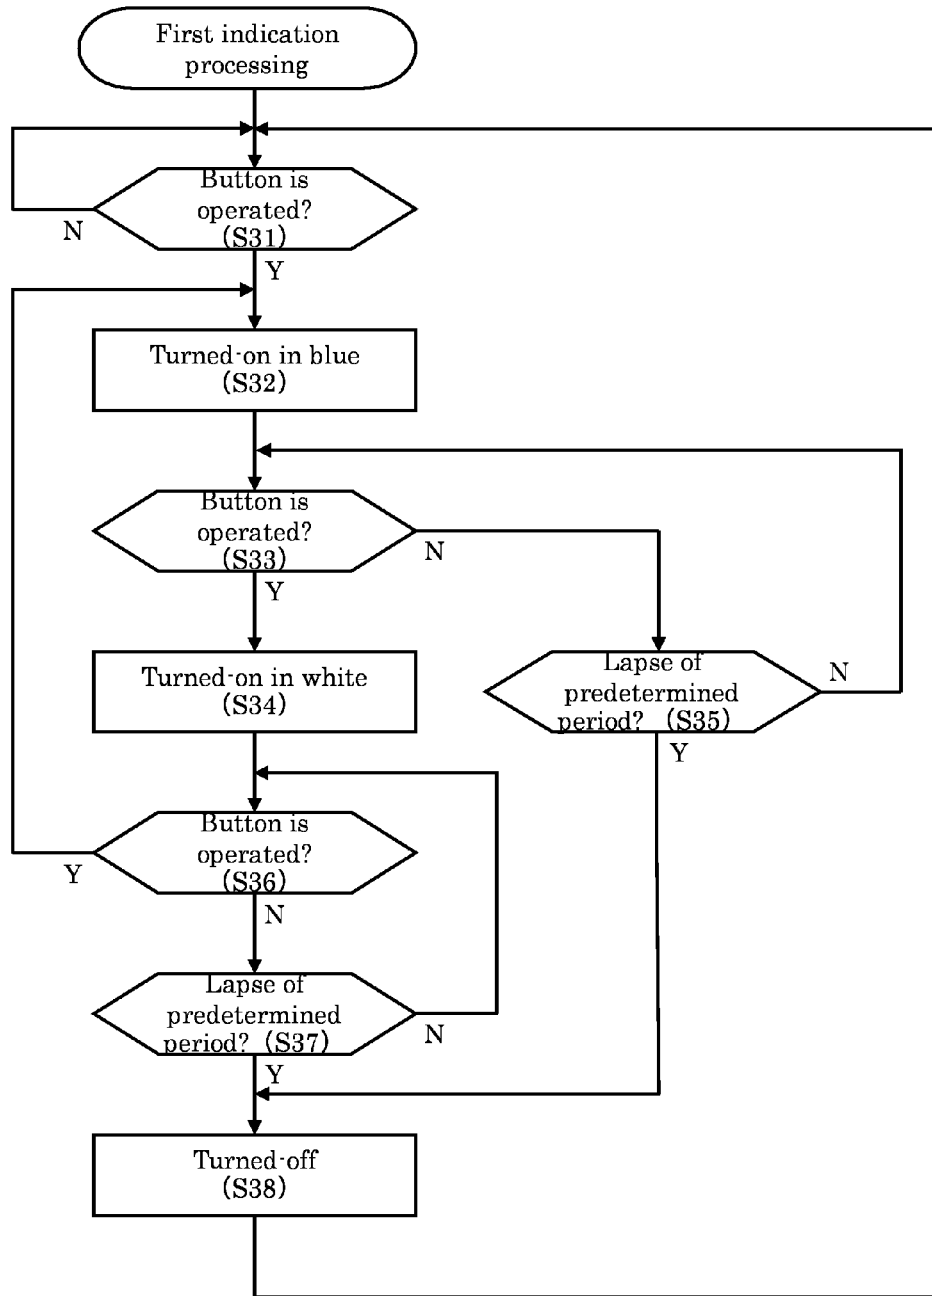 First indication
processing
Button is
operated?
(S31)
N
Y
Turned-on in blue
(S32)
Button is
operated?
(S33)
N
Y
Turned-on in white
(S34)
Lapse of
predetermined
period? (S35)
N
Y
Button is
operated?
(S36)
Y
N
Lapse of
predetermined
period? (S37)
N
Y
Turned-off
(S38)